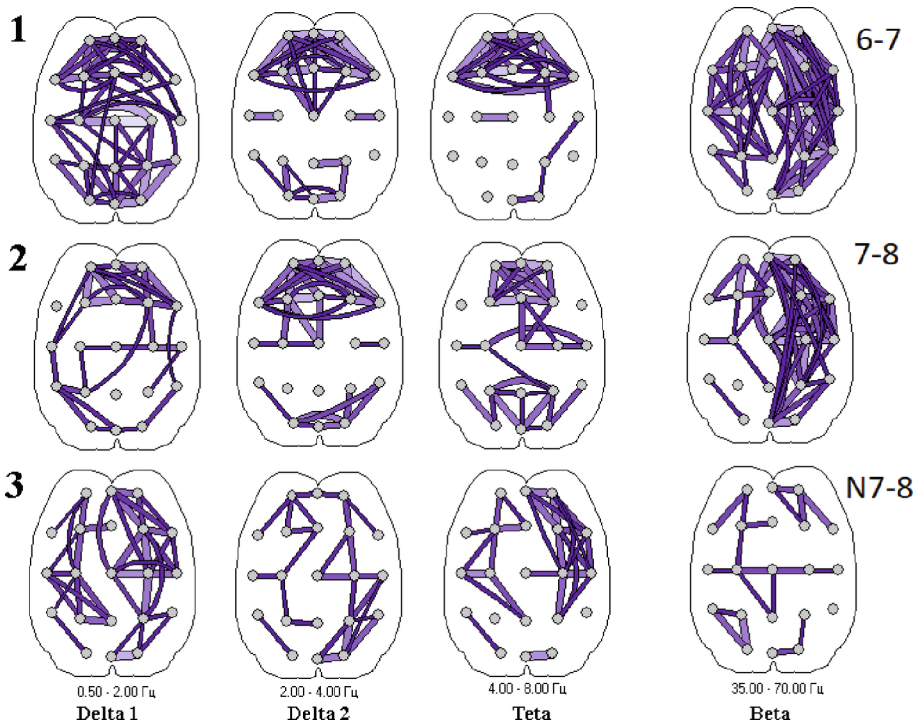 1
6-7
2
7-8
3
N7-8
0.50 - 2.00 Гц
2.00 - 4.00 Гц
4.00 - 8.00 Гц
35.00 - 70.00 Гц
Delta 1
Delta 2
Teta
Beta